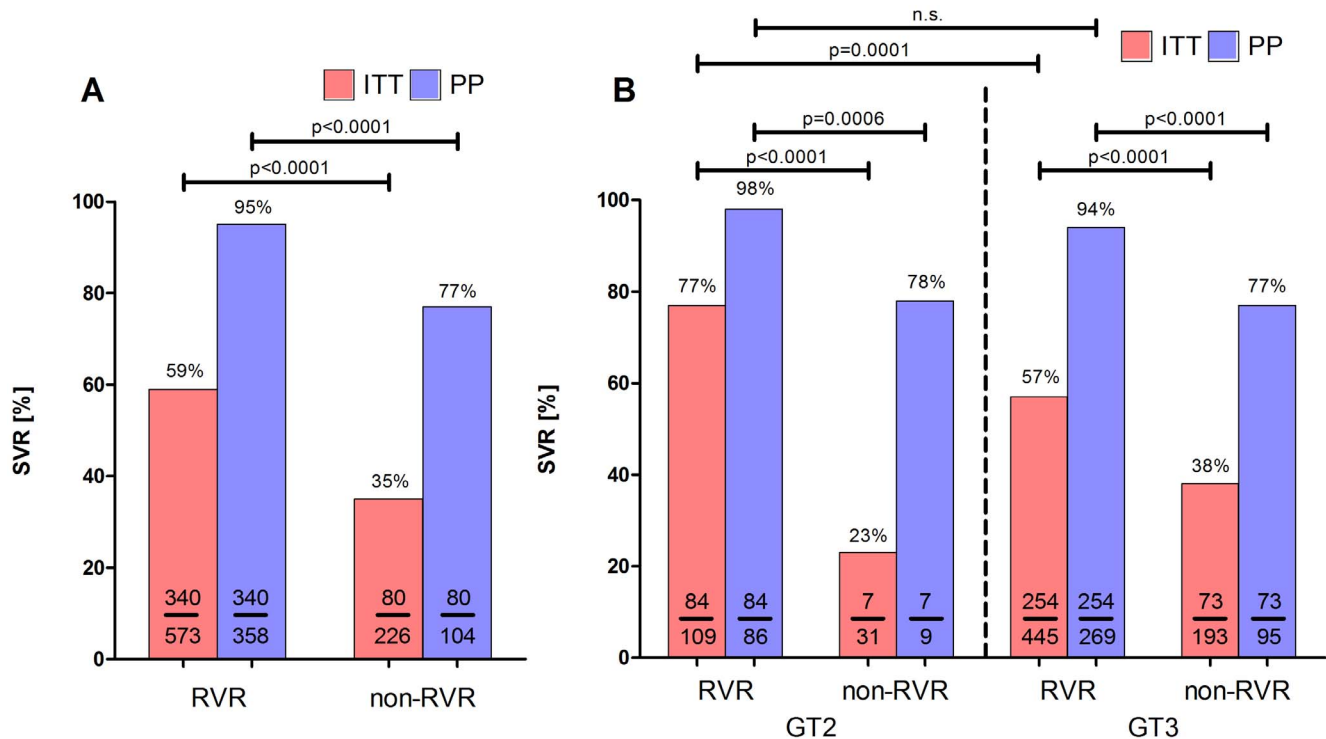 A
ITT PP
p<0.0001
p<0.0001
SVR [%]
100
80
60
40
20
0
59%
95%
35%
77%
340
573
340
358
80
226
80
104
RVR
non-RVR
B
n.s.
ITT PP
p=0.0001
p=0.0006
p<0.0001
p<0.0001
p<0.0001
SVR [%]
100
80
60
40
20
0
77%
98%
23%
78%
57%
94%
38%
77%
84
109
84
86
7
31
7
9
254
445
254
269
73
193
73
95
RVR
non-RVR
RVR
non-RVR
GT2
GT3